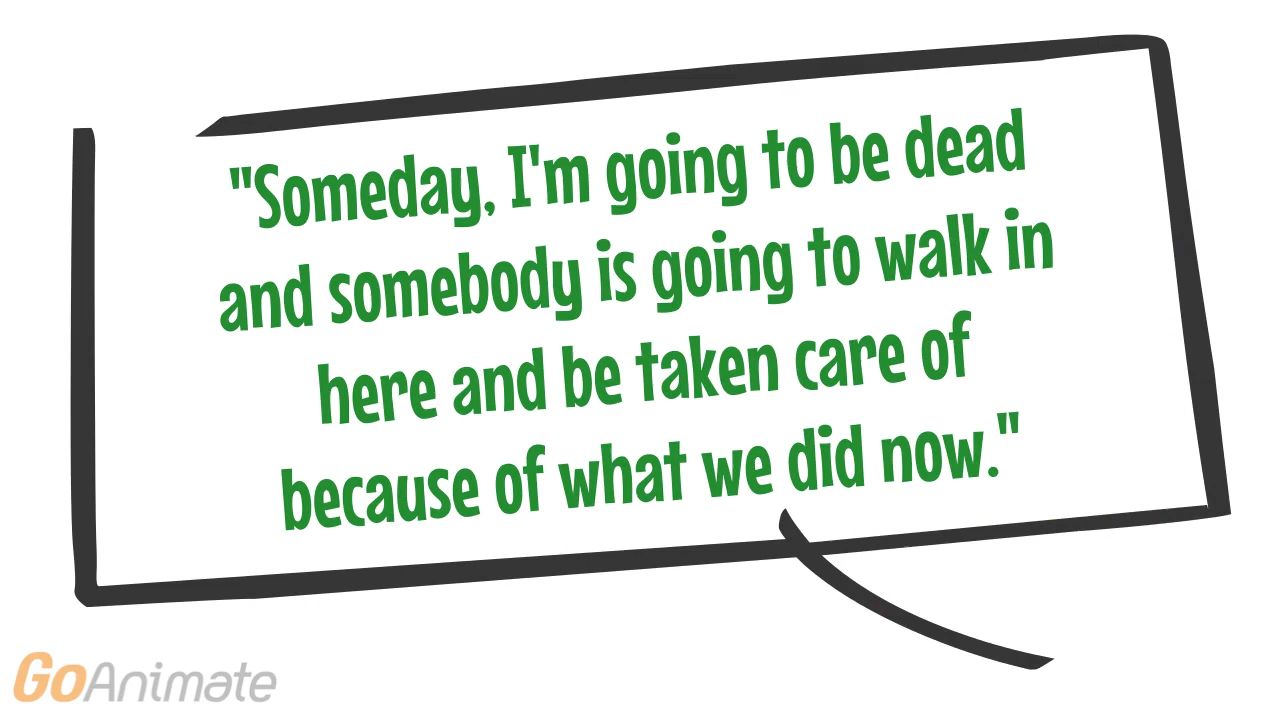 "Someday, I'm going to be dead
and somebody is going to walk in
here and be taken care of
because of what we did now."
GoAnimate